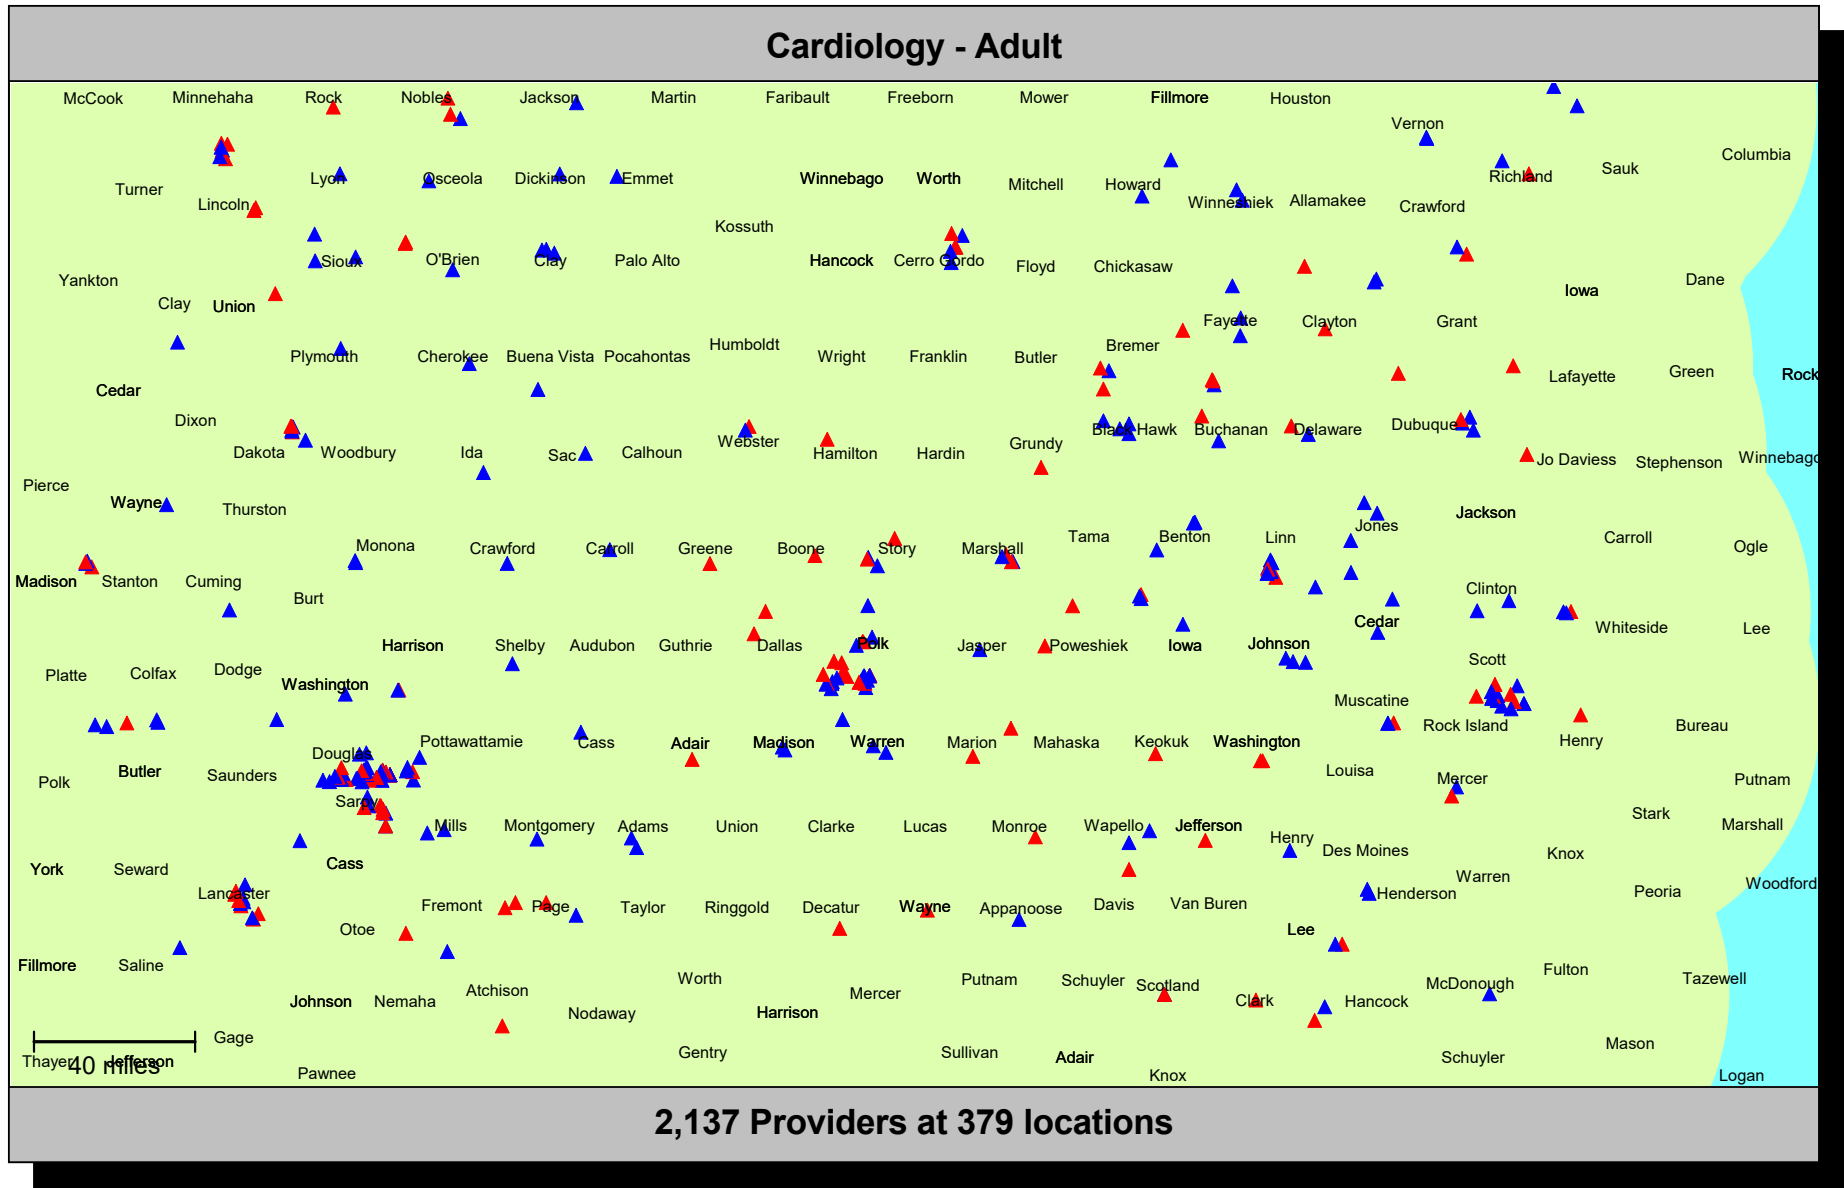 Cardiology - Adult
McCook Minnehaha Rock Nobles Jackson Martin Faribault Freeborn Mower Fillmore Houston
Vernon
Columbia
Sauk
Turner Lyon Osceola Dickinson Emmet Winnebago Worth Mitchell Howard Richland
Lincoln Winneshiek Allamakee Crawford
Kossuth
Sioux O'Brien Clay Palo Alto Hancock Cerro Gordo Floyd Chickasaw
Yankton Dane
Clay Union Iowa
Fayette Clayton Grant
Plymouth Cherokee Buena Vista Pocahontas Humboldt Wright Franklin Butler Bremer
Cedar Lafayette Green Rock
Dixon Black Hawk Buchanan Delaware Dubuque
Dakota Woodbury Ida Sac Calhoun Webster Hamilton Hardin Grundy
Jo Daviess Stephenson Winnebago
Pierce
Wayne Thurston Jackson
Jones
Monona Crawford Carroll Greene Boone Story Marshall Tama Benton Linn Carroll Ogle
Madison Stanton Cuming
Burt Clinton
Cedar Whiteside Lee
Harrison Shelby Audubon Guthrie Dallas Polk Jasper Poweshiek Iowa Johnson
Platte Colfax Dodge Scott
Washington
Muscatine
Rock Island Bureau
Douglas Pottawattamie Cass Adair Madison Warren Marion Mahaska Keokuk Washington Henry
Polk Butler Saunders Louisa Mercer Putnam
Sarpy
Mills Montgomery Adams Union Clarke Lucas Monroe Wapello Jefferson Henry Stark Marshall
York Seward Cass Des Moines Knox
Lancaster Warren Peoria Woodford
Fremont Page Taylor Ringgold Decatur Wayne Appanoose Davis Van Buren Henderson
Otoe Lee
Fillmore Saline Worth Putnam Schuyler Scotland Fulton Tazewell
Johnson Nemaha Atchison Mercer Clark Hancock McDonough
Nodaway Harrison
Gage Mason
Thayer Jefferson Gentry Sullivan Adair Schuyler
40 miles
Pawnee Knox Logan
2,137 Providers at 379 locations